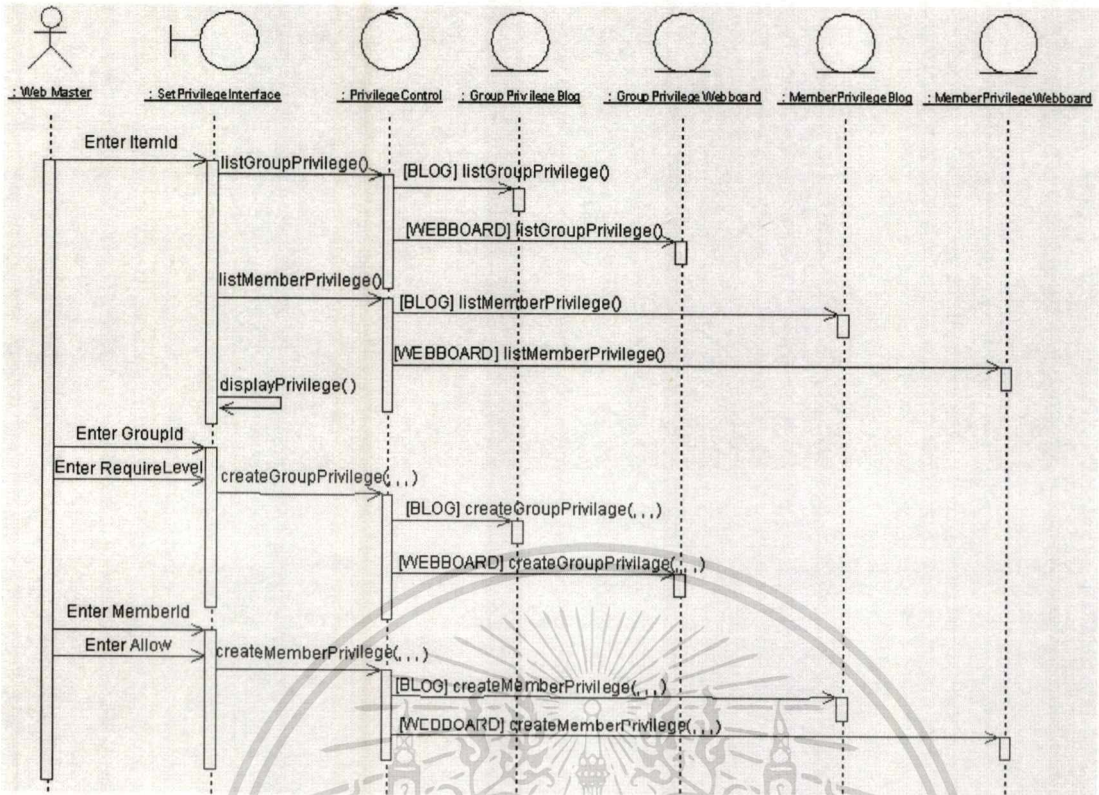 : Web Master
: SetPrivilegeInterface
: PrivilegeControl
: Group Privilege Blog
: Group Privilege Webboard
: MemberPrivilegeBlog
: MemberPrivilegeWebboard
Enter ItemId
listGroupPrivilege()
[BLOG] listGroupPrivilege()
[WEBBOARD] listGroupPrivilege()
listMemberPrivilege()
[BLOG] listMemberPrivilege()
[WEBBOARD] listMemberPrivilege()
displayPrivilege()
Enter GroupId
Enter RequireLevel
createGroupPrivilege(, , ,)
[BLOG] createGroupPrivilage(, , ,)
[WEBBOARD] createGroupPrivilage(, , ,)
Enter MemberId
Enter Allow
createMemberPrivilege(, , ,)
[BLOG] createMemberPrivilege(, , ,)
[WEBBOARD] createMemberPrivilege(, , ,)